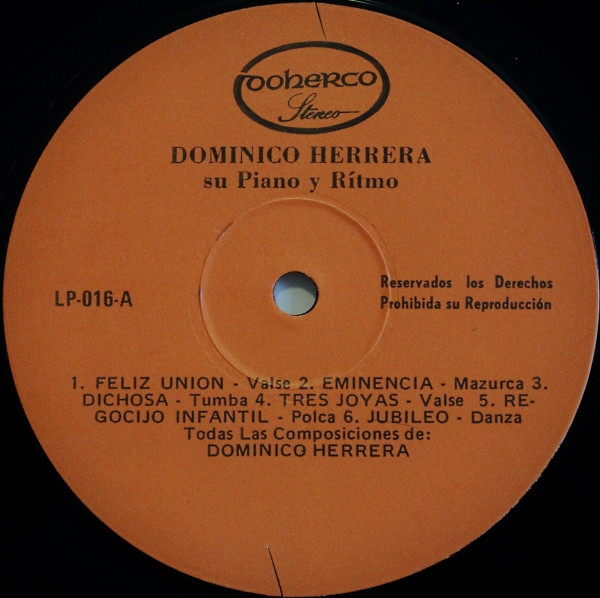 DOHERCO
Stereo
DOMINICO HERRERA
su Piano y Rítmo
LP-016-A
Reservados los Derechos
Prohibida su Reproducción
1. FELIZ UNION - Valse 2. EMINENCIA - Mazurca 3.
DICHOSA - Tumba 4. TRES JOYAS - Valse 5. RE-
GOCIJO INFANTIL - Polca 6. JUBILEO - Danza
Todas Las Composiciones de:
DOMINICO HERRERA